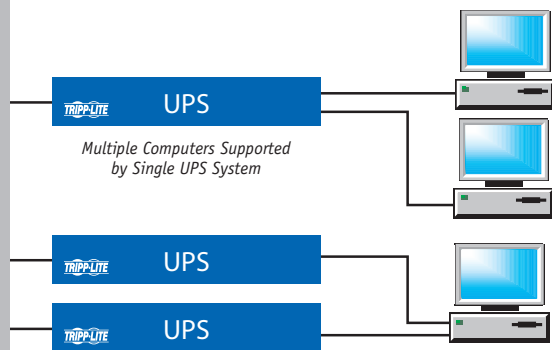 TRIPP·LITE UPS
Multiple Computers Supported
by Single UPS System
TRIPP·LITE UPS
TRIPP·LITE UPS